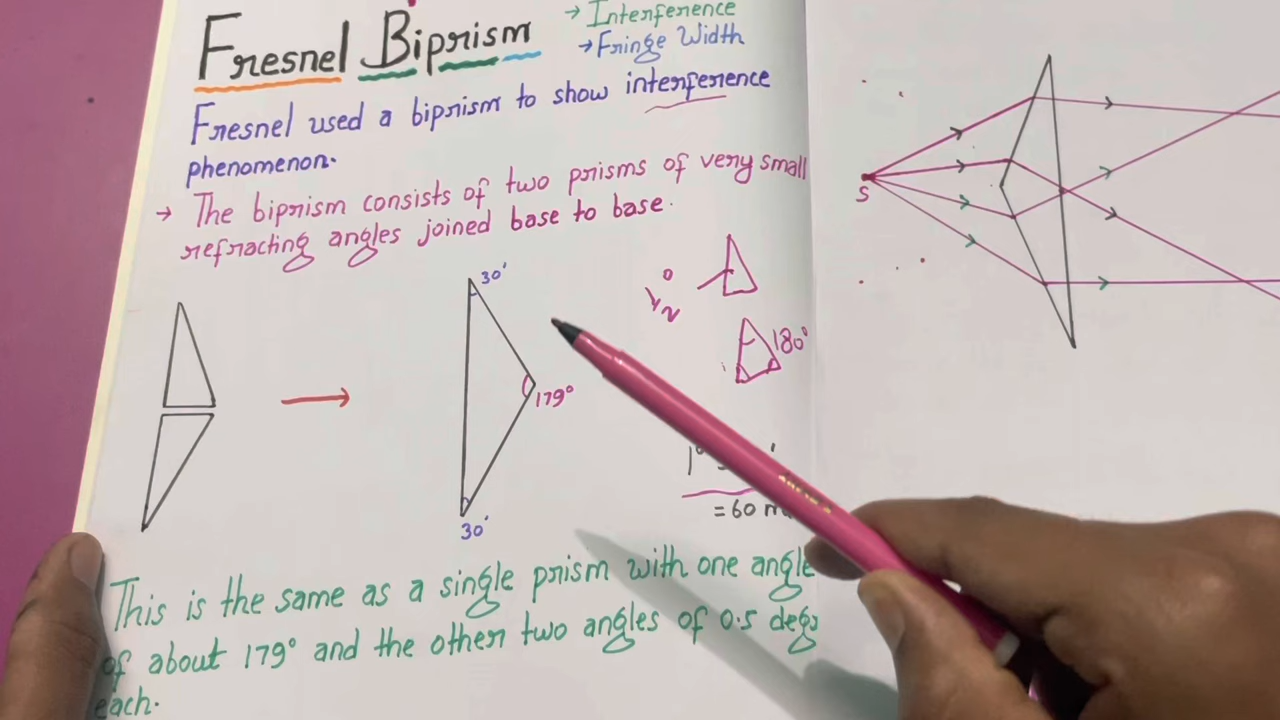 Fresnel Biprism
→ Interference
→ Fringe Width
Fresnel used a biprism to show interference
phenomenon.
→ The biprism consists of two prisms of very small
refracting angles joined base to base.
30'
179°
30'
180°
1°
= 60
S
This is the same as a single prism with one angle
of about 179° and the other two angles of 0.5 degs
each.